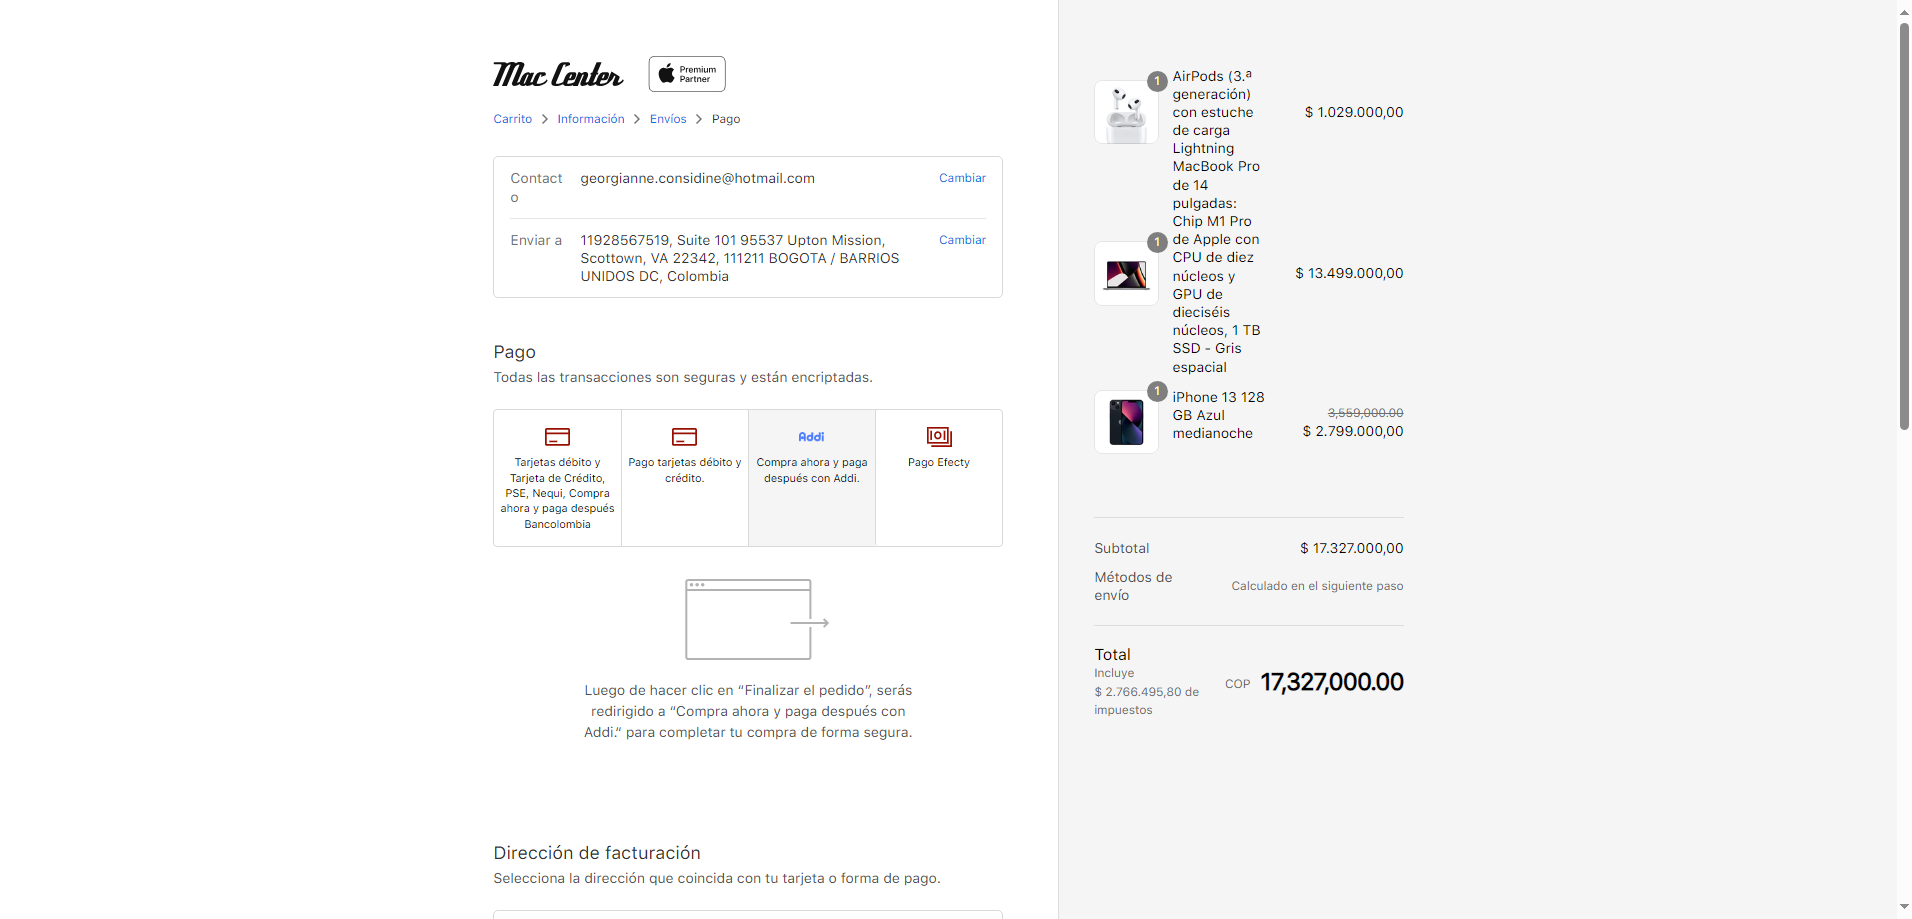 Mac Center
Premium
Partner
Carrito
Información
Envíos
Pago
Contact
o
georgianne.considine@hotmail.com
Cambiar
Enviar a
11928567519, Suite 101 95537 Upton Mission,
Scottown, VA 22342, 111211 BOGOTA / BARRIOS
UNIDOS DC, Colombia
Cambiar
Pago
Todas las transacciones son seguras y están encriptadas.
Tarjetas débito y
Tarjeta de Crédito,
PSE, Nequi, Compra
ahora y paga después
Bancolombia
Pago tarjetas débito y
crédito.
Addi
Compra ahora y paga
después con Addi.
Pago Efecty
Luego de hacer clic en “Finalizar el pedido”, serás
redirigido a “Compra ahora y paga después con
Addi.“ para completar tu compra de forma segura.
Dirección de facturación
Selecciona la dirección que coincida con tu tarjeta o forma de pago.
1
AirPods (3.ª
generación)
con estuche
de carga
Lightning
$ 1.029.000,00
1
MacBook Pro
de 14
pulgadas:
Chip M1 Pro
de Apple con
CPU de diez
núcleos y
GPU de
dieciséis
núcleos, 1 TB
SSD - Gris
espacial
$ 13.499.000,00
1
iPhone 13 128
GB Azul
medianoche
3,559,000.00
$ 2.799.000,00
Subtotal
$ 17.327.000,00
Métodos de
envío
Calculado en el siguiente paso
Total
Incluye
$ 2.766.495,80 de
impuestos
COP 17,327,000.00